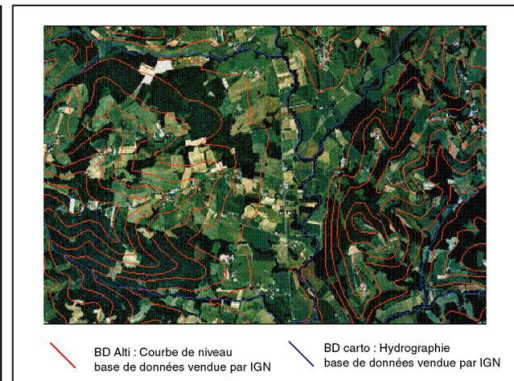 BD Alti : Courbe de niveau
base de données vendue par IGN
BD carto : Hydrographie
base de données vendue par IGN